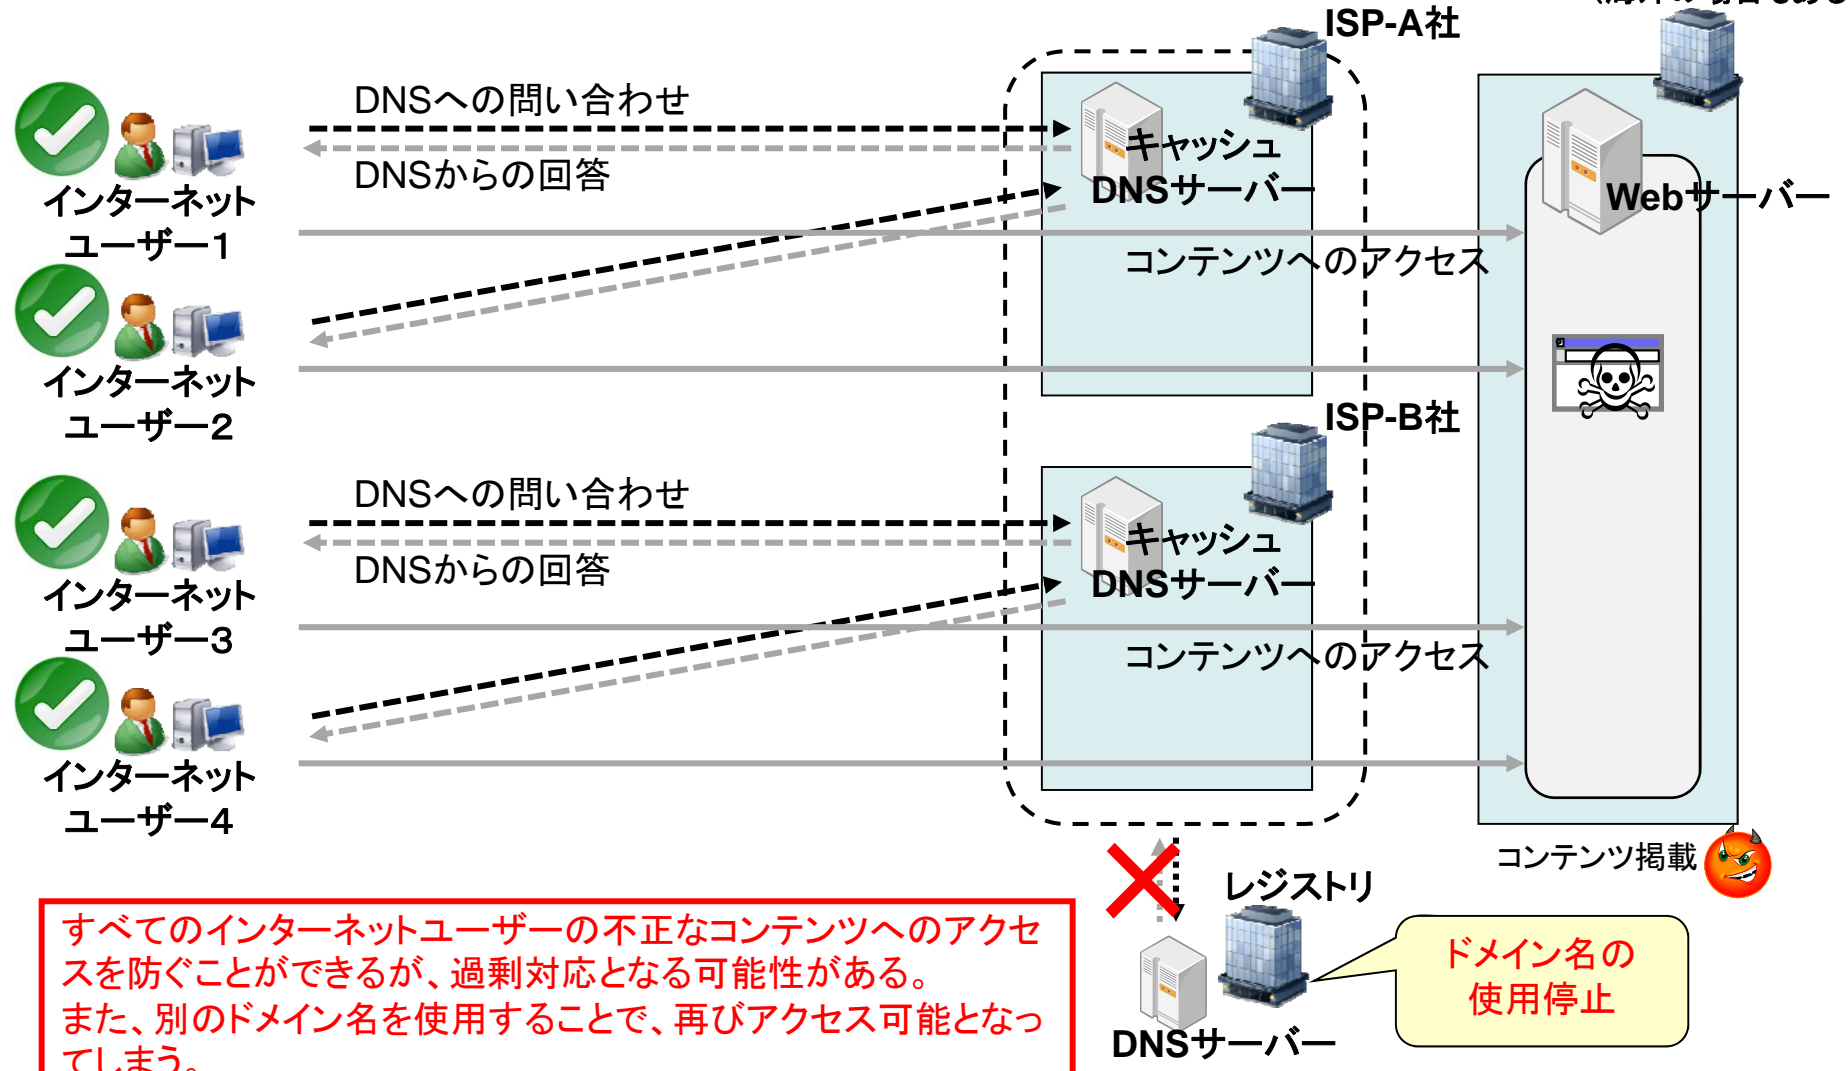 ISP-A社
DNSへの問い合わせ
DNSからの回答
インターネット
ユーザー1
キャッシュ
DNSサーバー
Webサーバー
コンテンツへのアクセス
インターネット
ユーザー2
ISP-B社
DNSへの問い合わせ
DNSからの回答
インターネット
ユーザー3
キャッシュ
DNSサーバー
コンテンツへのアクセス
インターネット
ユーザー4
コンテンツ掲載
レジストリ
DNSサーバー
ドメイン名の
使用停止
すべてのインターネットユーザーの不正なコンテンツへのアクセ
スを防ぐことができるが、過剰対応となる可能性がある。
また、別のドメイン名を使用することで、再びアクセス可能となっ
てしまう。